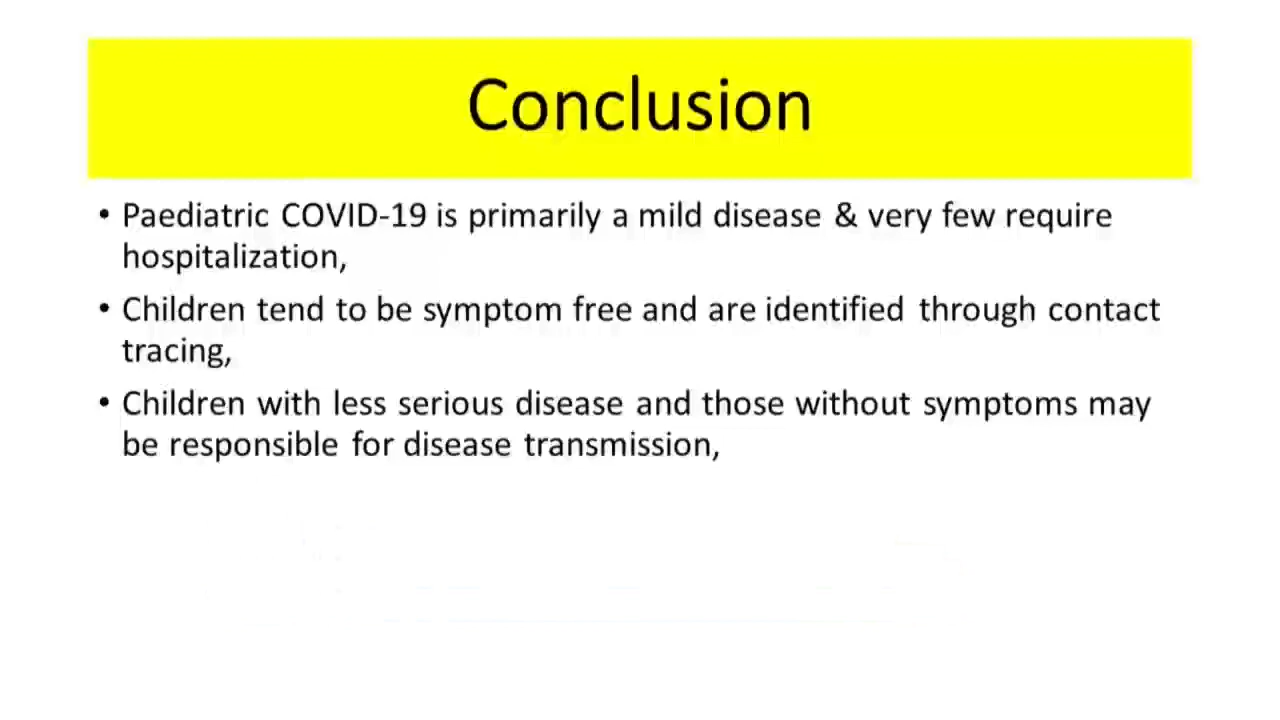 Conclusion
• Paediatric COVID-19 is primarily a mild disease & very few require
hospitalization,
• Children tend to be symptom free and are identified through contact
tracing,
• Children with less serious disease and those without symptoms may
be responsible for disease transmission,